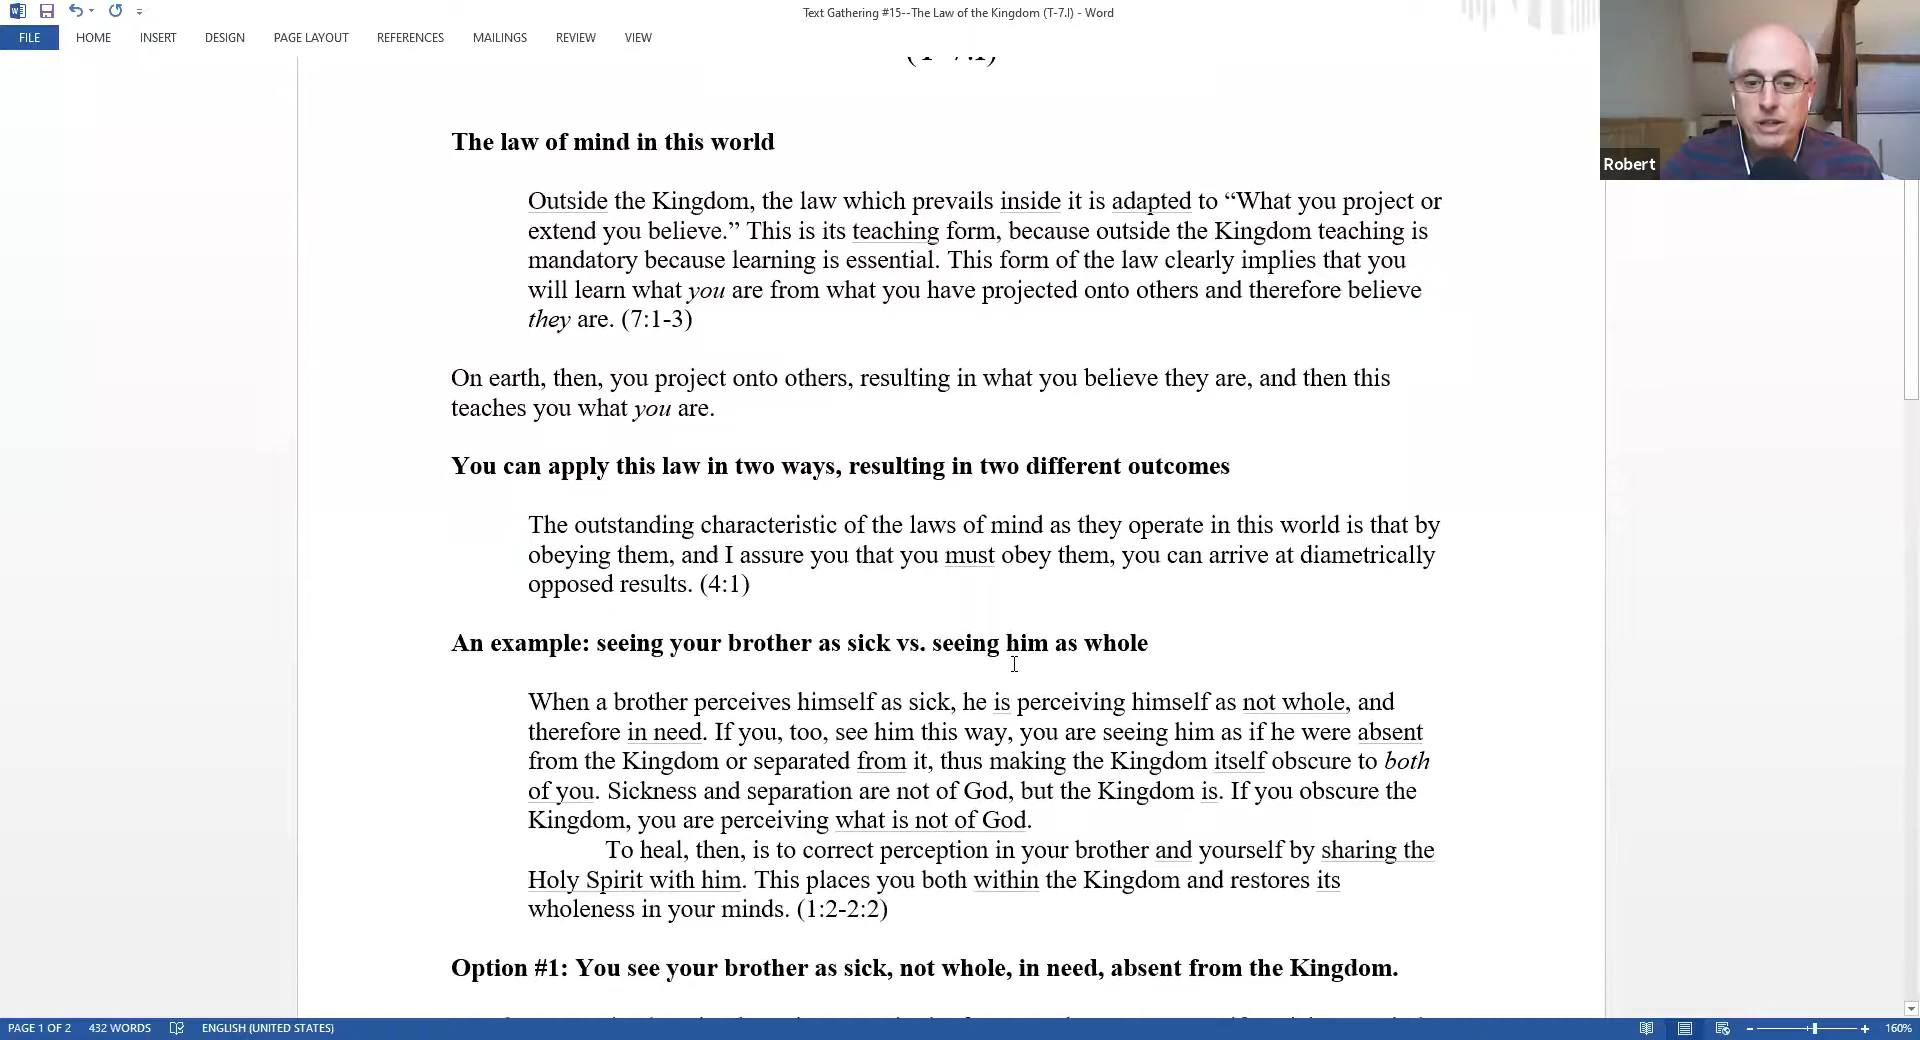 Text Gathering #15--The Law of the Kingdom (T-7.I) - Word
FILE HOME INSERT DESIGN PAGE LAYOUT REFERENCES MAILINGS REVIEW VIEW
Robert
The law of mind in this world
Outside the Kingdom, the law which prevails inside it is adapted to “What you project or
extend you believe.” This is its teaching form, because outside the Kingdom teaching is
mandatory because learning is essential. This form of the law clearly implies that you
will learn what you are from what you have projected onto others and therefore believe
they are. (7:1-3)
On earth, then, you project onto others, resulting in what you believe they are, and then this
teaches you what you are.
You can apply this law in two ways, resulting in two different outcomes
The outstanding characteristic of the laws of mind as they operate in this world is that by
obeying them, and I assure you that you must obey them, you can arrive at diametrically
opposed results. (4:1)
An example: seeing your brother as sick vs. seeing him as whole
When a brother perceives himself as sick, he is perceiving himself as not whole, and
therefore in need. If you, too, see him this way, you are seeing him as if he were absent
from the Kingdom or separated from it, thus making the Kingdom itself obscure to both
of you. Sickness and separation are not of God, but the Kingdom is. If you obscure the
Kingdom, you are perceiving what is not of God.
To heal, then, is to correct perception in your brother and yourself by sharing the
Holy Spirit with him. This places you both within the Kingdom and restores its
wholeness in your minds. (1:2-2:2)
Option #1: You see your brother as sick, not whole, in need, absent from the Kingdom.
PAGE 1 OF 2 432 WORDS ENGLISH (UNITED STATES) 160%